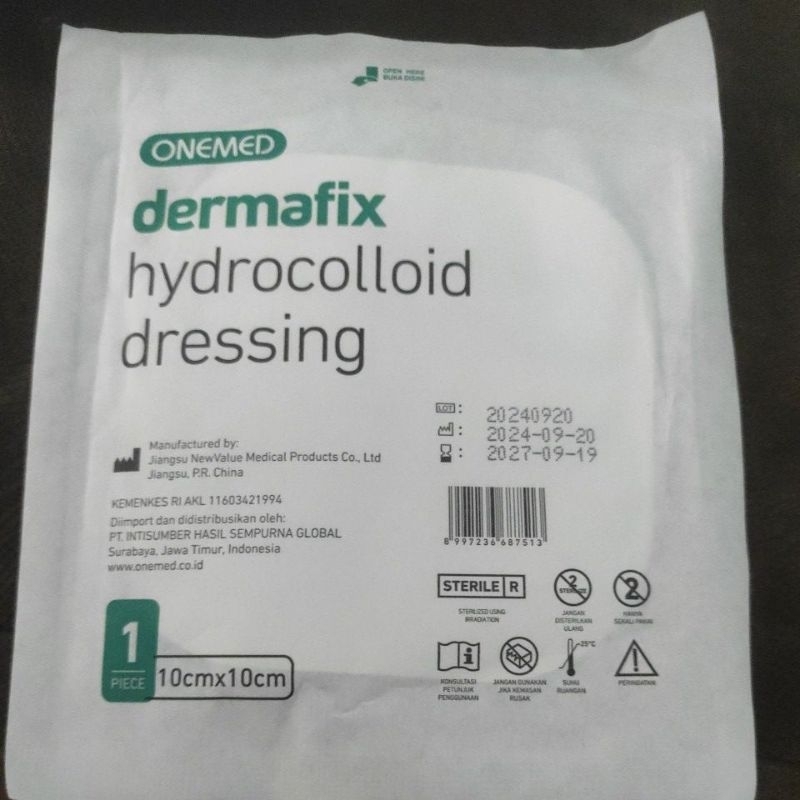 OPEN HERE
BUKA DISINI
ONEMED
dermafix
hydrocolloid
dressing
LOT : 20240920
: 2024-09-20
: 2027-09-19
Manufactured by:
Jiangsu NewValue Medical Products Co., Ltd
Jiangsu, P.R. China
KEMENKES RI AKL 11603421994
Diimport dan didistribusikan oleh:
PT. INTISUMBER HASIL SEMPURNA GLOBAL
Surabaya, Jawa Timur, Indonesia
www.onemed.co.id
8 997236 687513
STERILE R
STERILIZED USING
IRRADIATION
2
STERILIZE
JANGAN
DISTERILKAN
ULANG
2
HANYA
SEKALI PAKAI
1
PIECE
10cmx10cm
i
KONSULTASI
PETUNJUK
PENGGUNAAN
JANGAN GUNAKAN
JIKA KEMASAN
RUSAK
25°C
SUHU
RUANGAN
PERINGATAN